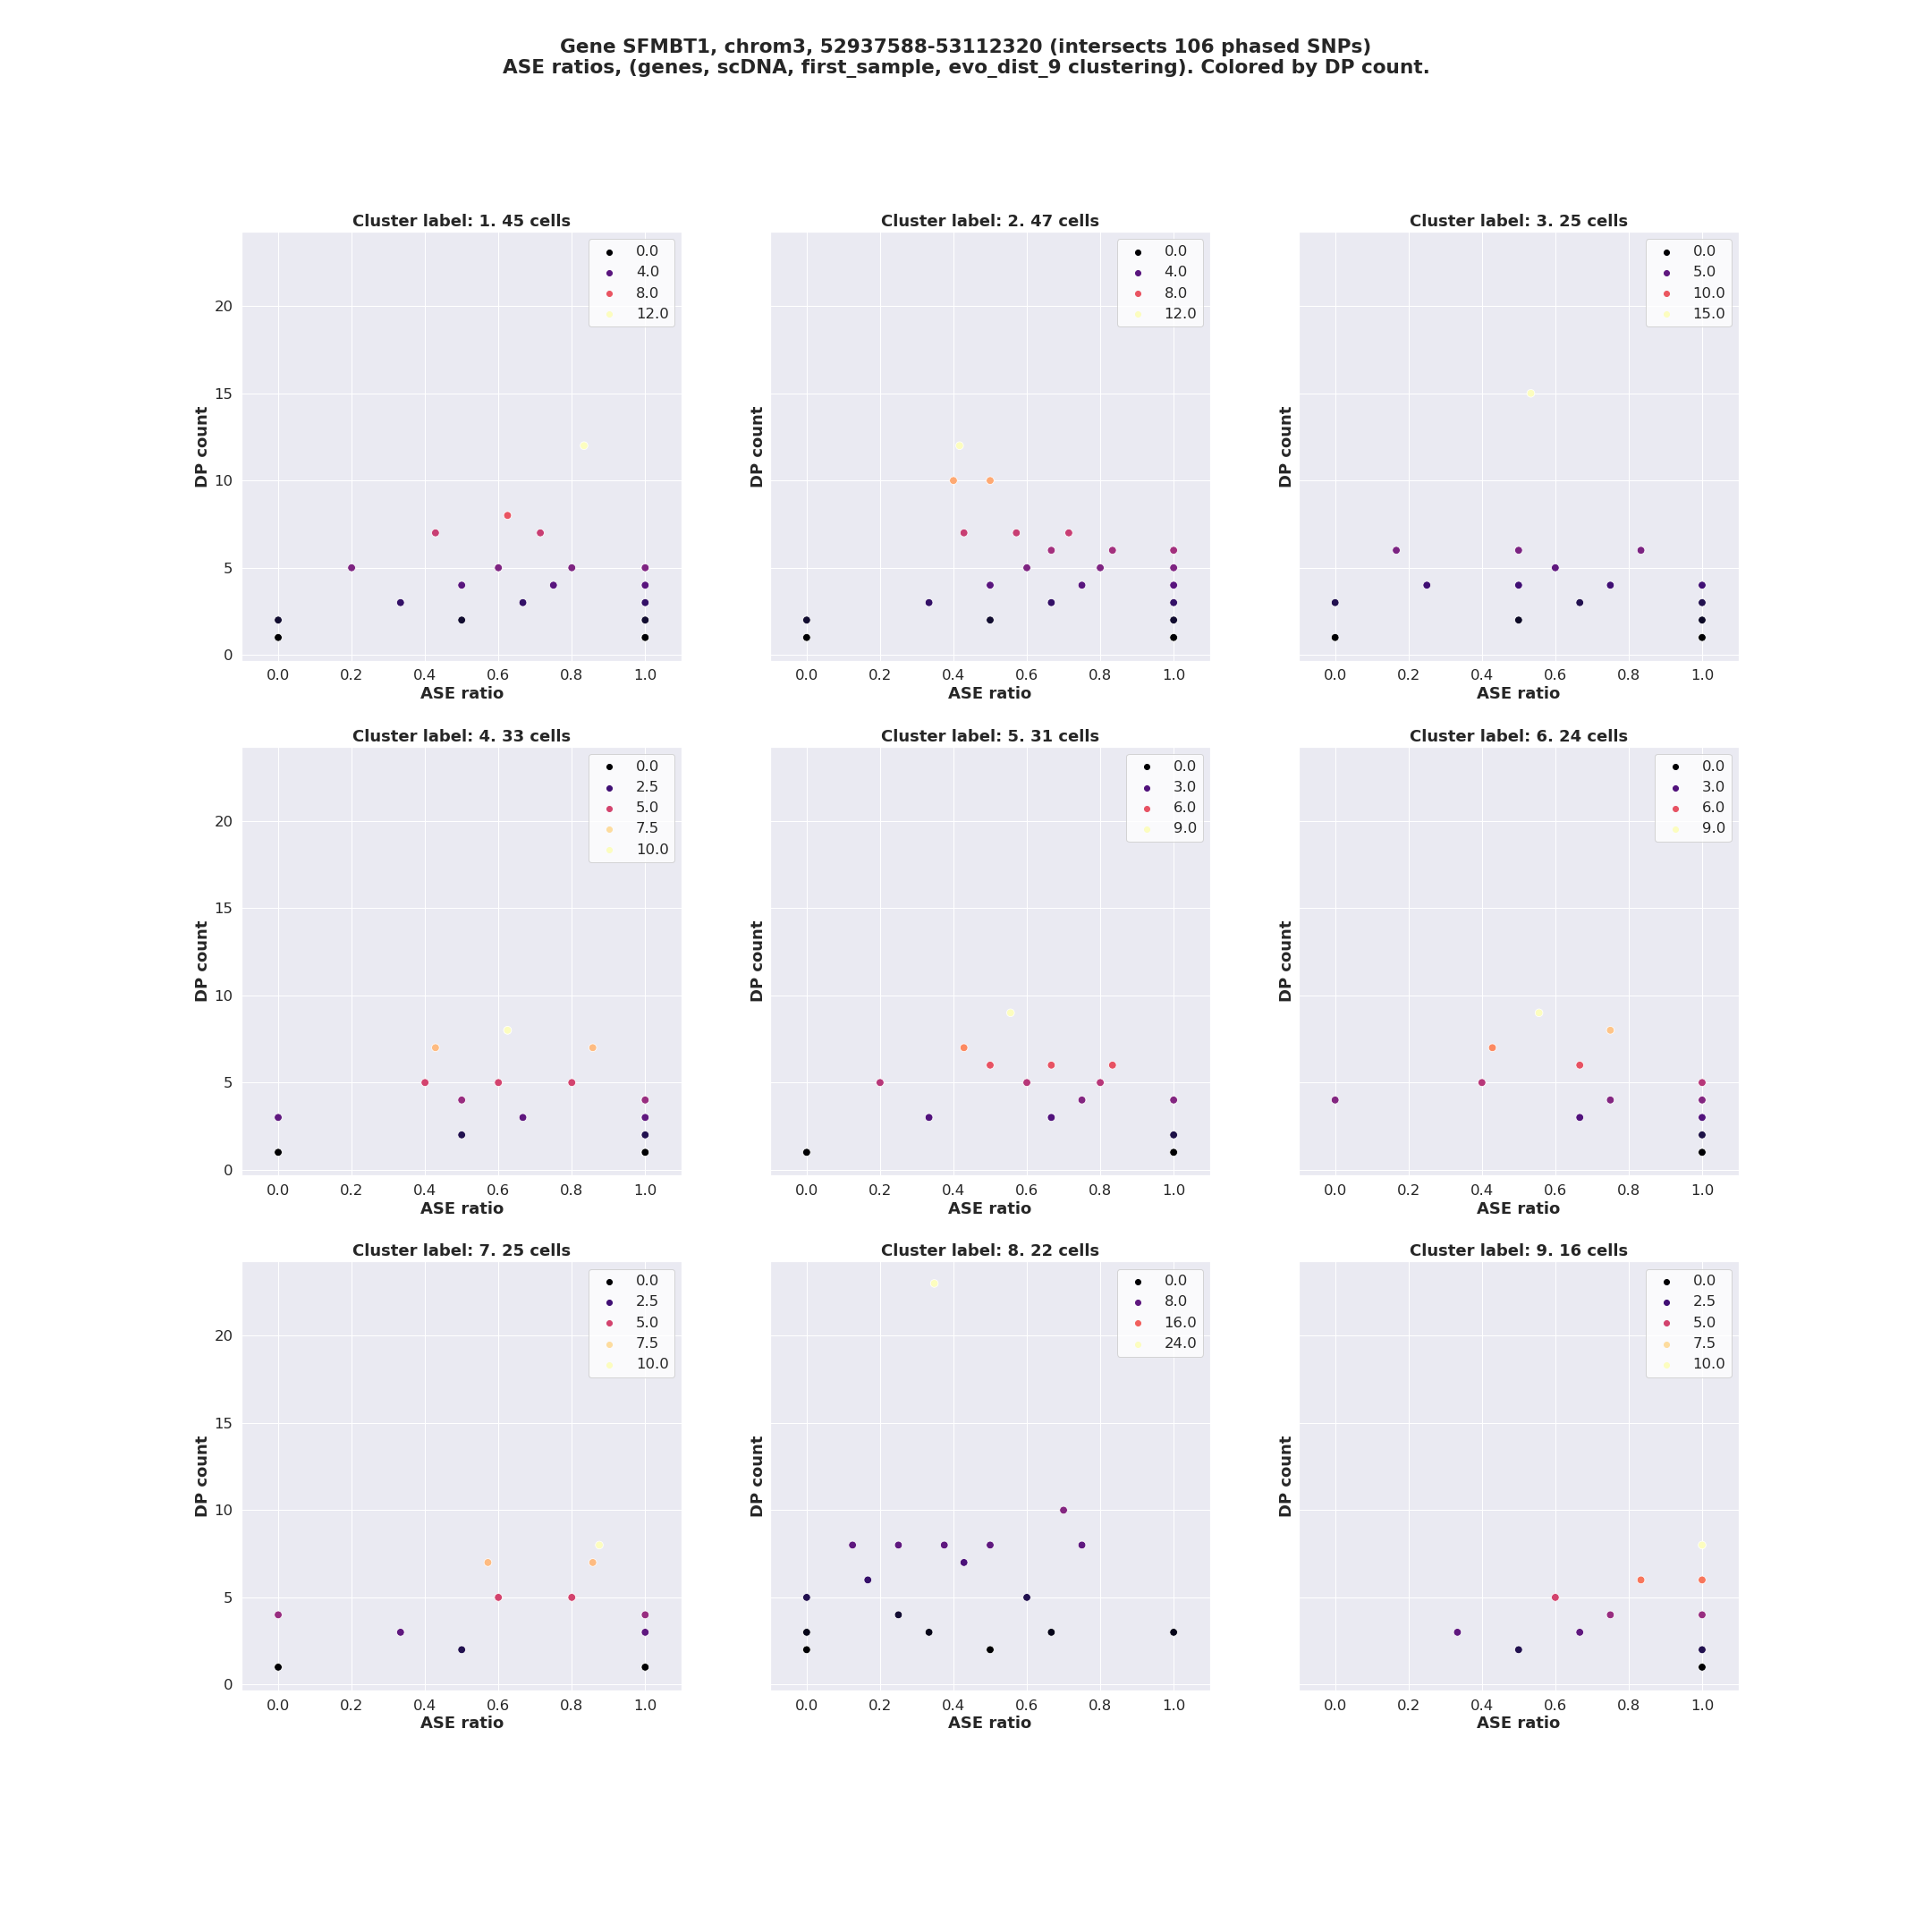 Gene SFMBT1, chrom3, 52937588-53112320 (intersects 106 phased SNPs)
ASE ratios, (genes, scDNA, first_sample, evo_dist_9 clustering). Colored by DP count.
Cluster label: 1. 45 cells
0.0
4.0
8.0
12.0
DP count
20
15
10
5
0
0.0 0.2 0.4 0.6 0.8 1.0
ASE ratio
Cluster label: 2. 47 cells
0.0
4.0
8.0
12.0
DP count
0.0 0.2 0.4 0.6 0.8 1.0
ASE ratio
Cluster label: 3. 25 cells
0.0
5.0
10.0
15.0
DP count
0.0 0.2 0.4 0.6 0.8 1.0
ASE ratio
Cluster label: 4. 33 cells
0.0
2.5
5.0
7.5
10.0
DP count
20
15
10
5
0
0.0 0.2 0.4 0.6 0.8 1.0
ASE ratio
Cluster label: 5. 31 cells
0.0
3.0
6.0
9.0
DP count
0.0 0.2 0.4 0.6 0.8 1.0
ASE ratio
Cluster label: 6. 24 cells
0.0
3.0
6.0
9.0
DP count
0.0 0.2 0.4 0.6 0.8 1.0
ASE ratio
Cluster label: 7. 25 cells
0.0
2.5
5.0
7.5
10.0
DP count
20
15
10
5
0
0.0 0.2 0.4 0.6 0.8 1.0
ASE ratio
Cluster label: 8. 22 cells
0.0
8.0
16.0
24.0
DP count
0.0 0.2 0.4 0.6 0.8 1.0
ASE ratio
Cluster label: 9. 16 cells
0.0
2.5
5.0
7.5
10.0
DP count
0.0 0.2 0.4 0.6 0.8 1.0
ASE ratio